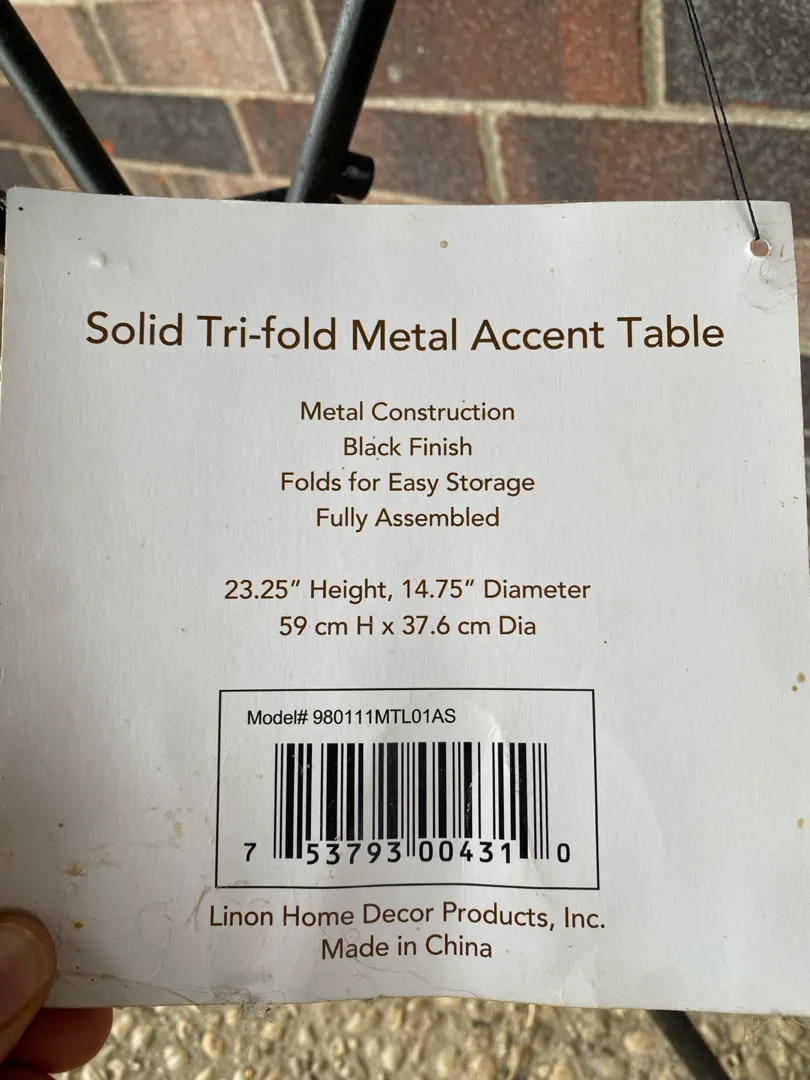 Solid Tri-fold Metal Accent Table
Metal Construction
Black Finish
Folds for Easy Storage
Fully Assembled
23.25” Height, 14.75” Diameter
59 cm H x 37.6 cm Dia
Model# 980111MTL01AS
7 53793 00431 0
Linon Home Decor Products, Inc.
Made in China